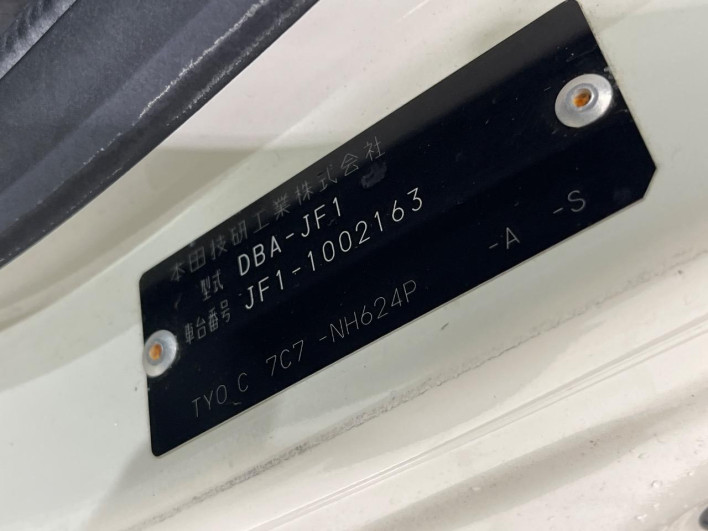 本田技研工業株式会社
型式 DBA-JF1
車台番号 JF1-1002163
TYO C 7C7 -NH624P -A -S